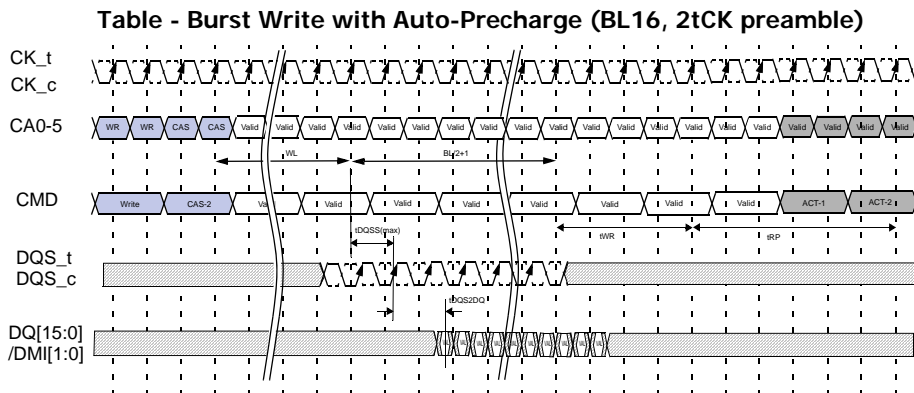 Table - Burst Write with Auto-Precharge (BL16, 2tCK preamble)
CK_t
CK_c
CA0-5 WR WR CAS CAS Valid Valid Valid Valid Valid Valid Valid Valid Valid Valid Valid Valid Valid Valid Valid Valid Valid Valid Valid Valid
WL BL/2+1
CMD Write CAS-2 Valid Valid Valid Valid Valid Valid Valid Valid ACT-1 ACT-2
tDQSS(max) tWR tRP
DQS_t
DQS_c
tDQS2DQ
DQ[15:0]
/DMI[1:0]